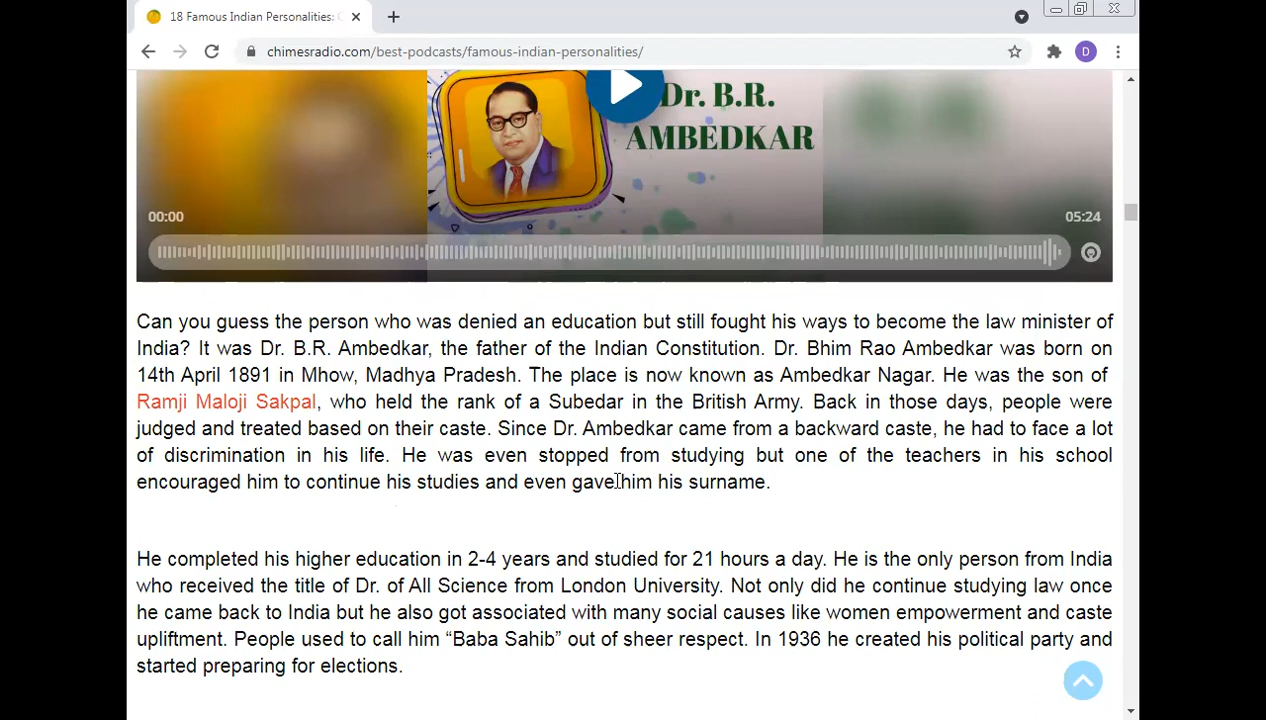 18 Famous Indian Personalities:
chimesradio.com/best-podcasts/famous-indian-personalities/
D
Dr. B.R.
AMBEDKAR
00:00
05:24
Can you guess the person who was denied an education but still fought his ways to become the law minister of
India? It was Dr. B.R. Ambedkar, the father of the Indian Constitution. Dr. Bhim Rao Ambedkar was born on
14th April 1891 in Mhow, Madhya Pradesh. The place is now known as Ambedkar Nagar. He was the son of
Ramji Maloji Sakpal, who held the rank of a Subedar in the British Army. Back in those days, people were
judged and treated based on their caste. Since Dr. Ambedkar came from a backward caste, he had to face a lot
of discrimination in his life. He was even stopped from studying but one of the teachers in his school
encouraged him to continue his studies and even gave him his surname.
He completed his higher education in 2-4 years and studied for 21 hours a day. He is the only person from India
who received the title of Dr. of All Science from London University. Not only did he continue studying law once
he came back to India but he also got associated with many social causes like women empowerment and caste
upliftment. People used to call him “Baba Sahib” out of sheer respect. In 1936 he created his political party and
started preparing for elections.